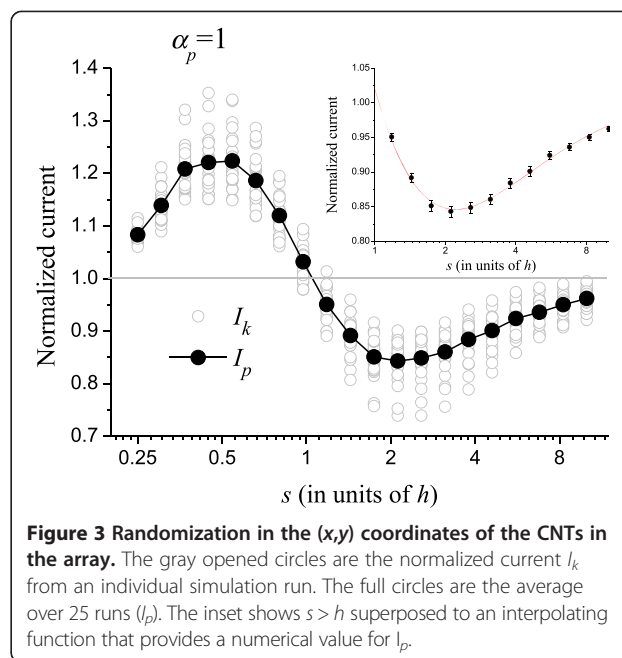 α_p=1
1.4
1.3
1.2
1.1
1.0
0.9
0.8
0.7
Normalized current
0.25
0.5
1
2
4
8
s (in units of h)
I_k
I_p
1.05
1.00
0.95
0.90
0.85
0.80
Normalized current
1
2
4
8
s (in units of h)
Figure 3 Randomization in the (x,y) coordinates of the CNTs in
the array. The gray opened circles are the normalized current I_k
from an individual simulation run. The full circles are the average
over 25 runs (I_p). The inset shows s > h superposed to an interpolating
function that provides a numerical value for I_p.